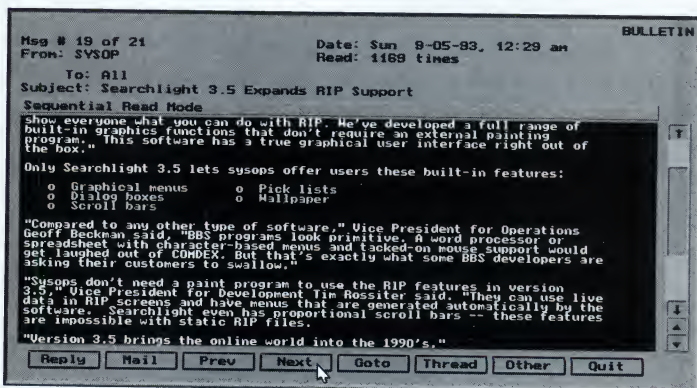 BULLETIN
Msg # 19 of 21
Date: Sun 9-05-93, 12:29 am
From: SYSOP
Read: 1169 times
To: All
Subject: Searchlight 3.5 Expands RIP Support
Sequential Read Mode
show everyone what you can do with RIP. We've developed a full range of
built-in graphics functions that don't require an external painting
program. This software has a true graphical user interface right out of
the box."
Only Searchlight 3.5 lets sysops offer users these built-in features:
o Graphical menus o Pick lists
o Dialog boxes o Wallpaper
o Scroll bars
"Compared to any other type of software," Vice President for Operations
Geoff Beckman said, "BBS programs look primitive. A word processor or
spreadsheet with character-based menus and tacked-on mouse support would
get laughed out of COMDEX. But that's exactly what some BBS developers are
asking their customers to swallow."
"Sysops don't need a paint program to use the RIP features in version
3.5," Vice President for Development Tim Rossiter said. "They can use live
data in RIP screens and have menus that are generated automatically by the
software. Searchlight even has proportional scroll bars -- these features
are impossible with static RIP files.
"Version 3.5 brings the online world into the 1990's."
Reply Mail Prev Next Goto Thread Other Quit